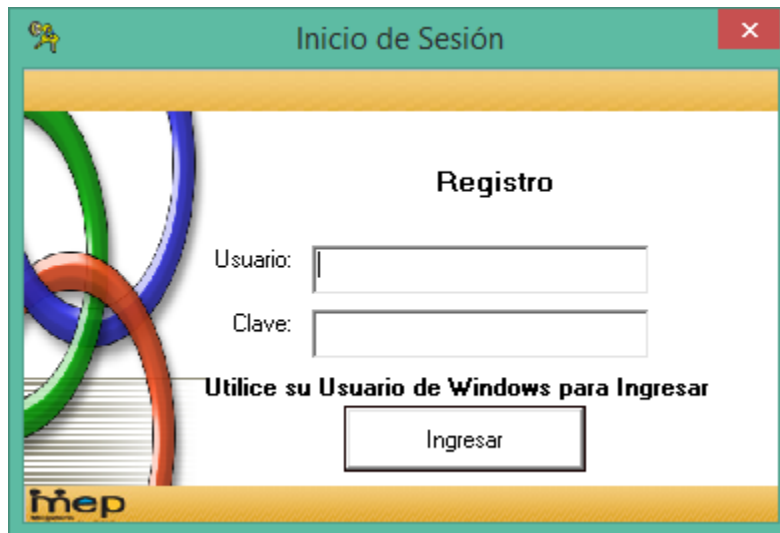 Inicio de Sesión
Registro
Usuario:
Clave:
Utilice su Usuario de Windows para Ingresar
Ingresar
mep